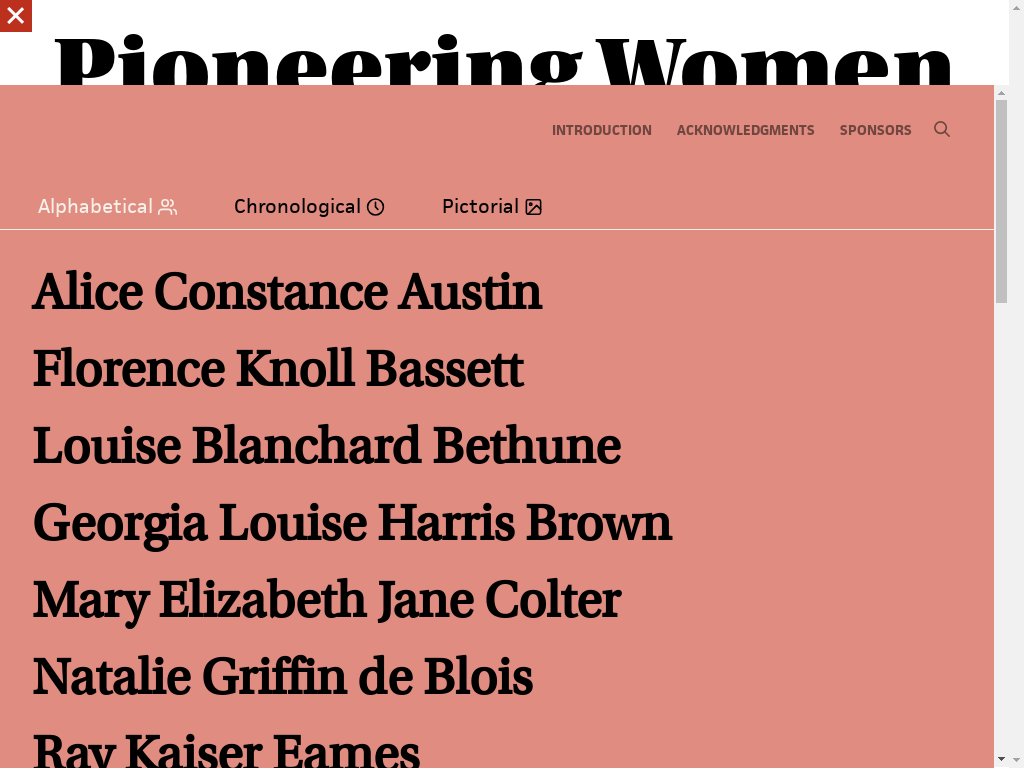 Pioneering Women
INTRODUCTION ACKNOWLEDGMENTS SPONSORS
Alphabetical Chronological Pictorial
Alice Constance Austin
Florence Knoll Bassett
Louise Blanchard Bethune
Georgia Louise Harris Brown
Mary Elizabeth Jane Colter
Natalie Griffin de Blois
Ray Kaiser Eames